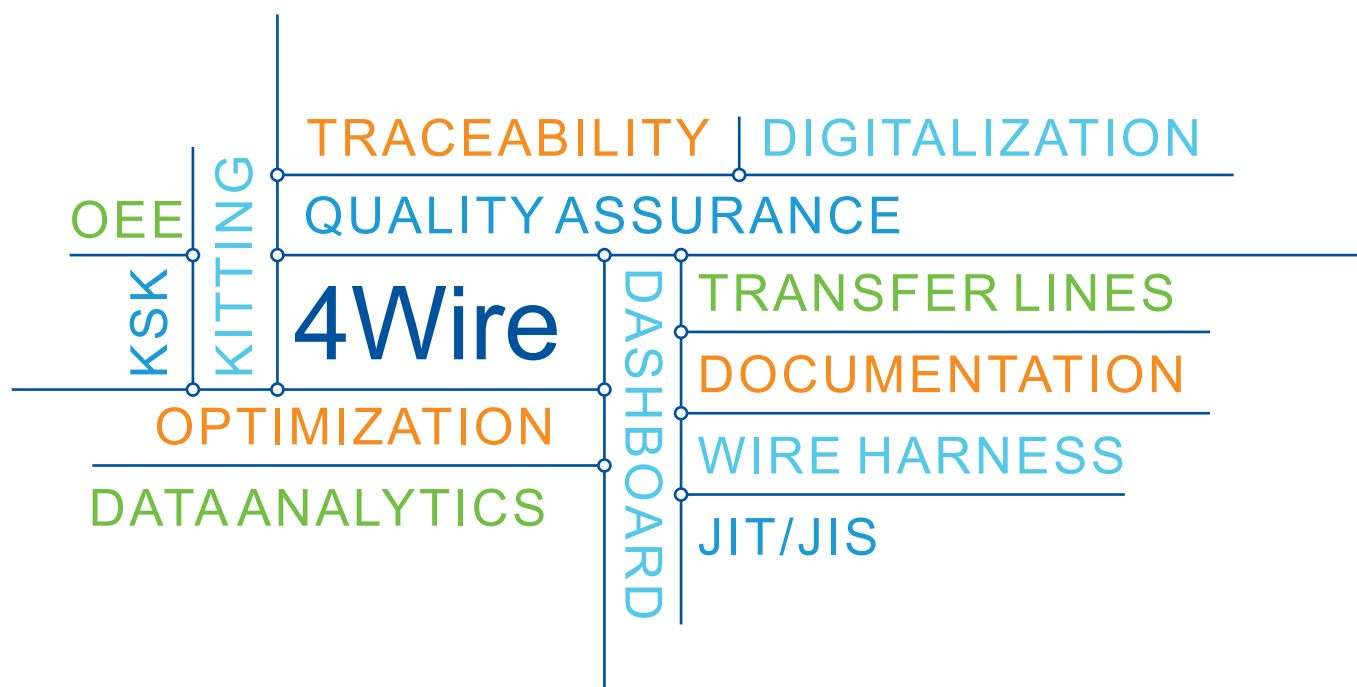 TRACEABILITY
DIGITALIZATION
OEE
KITTING
QUALITY ASSURANCE
KSK
4Wire
DASHBOARD
TRANSFER LINES
DOCUMENTATION
OPTIMIZATION
WIRE HARNESS
DATA ANALYTICS
JIT/JIS